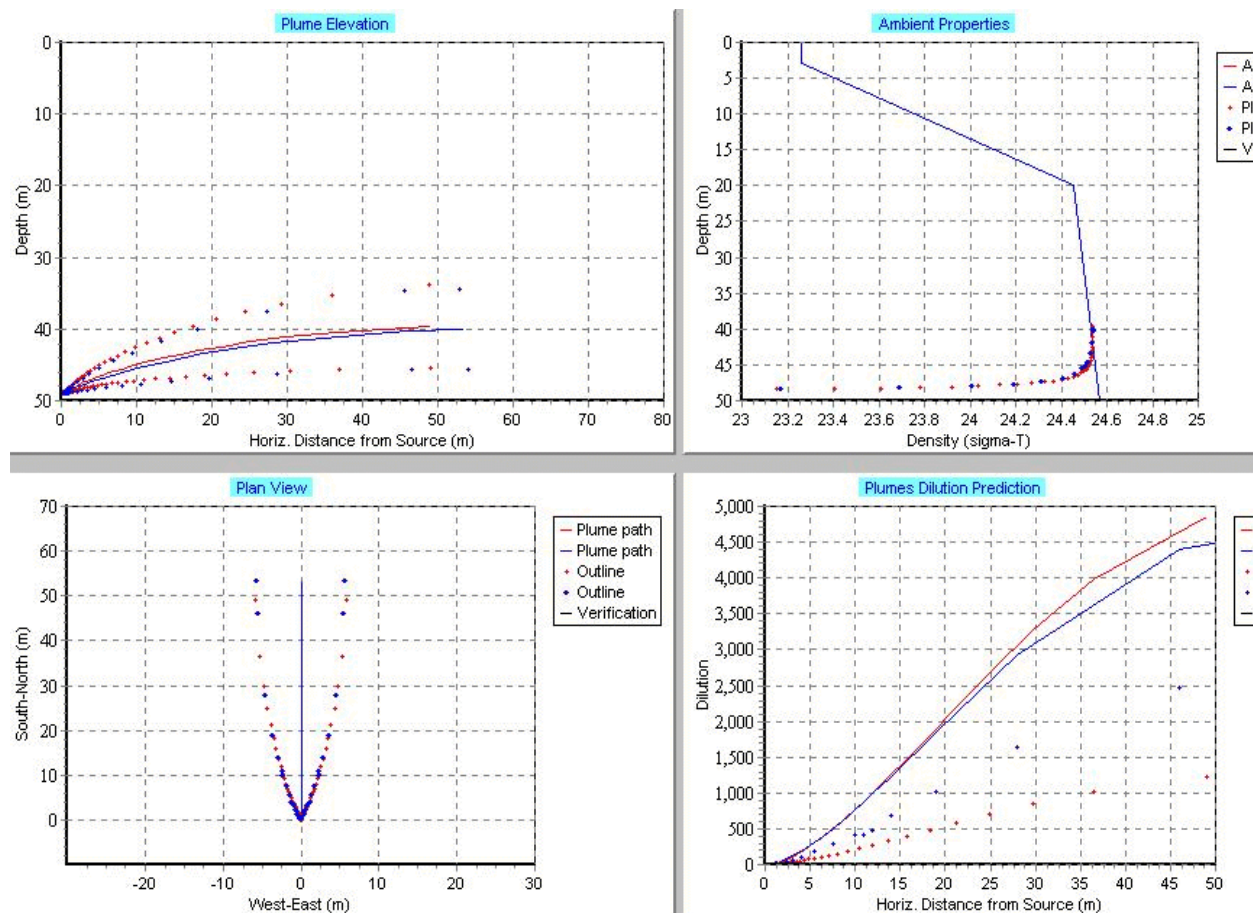 Plume Elevation
Depth (m)
0
10
20
30
40
50
0 10 20 30 40 50 60 70 80
Horiz. Distance from Source (m)
Ambient Properties
Depth (m)
0
5
10
15
20
25
30
35
40
45
50
23 23.2 23.4 23.6 23.8 24 24.2 24.4 24.6 24.8 25
Density (sigma-T)
A
A
Pl
Pl
V
Plan View
South-North (m)
70
60
50
40
30
20
10
0
-20 -10 0 10 20 30
West-East (m)
Plume path
Plume path
Outline
Outline
Verification
Plumes Dilution Prediction
Dilution
5,000
4,500
4,000
3,500
3,000
2,500
2,000
1,500
1,000
500
0
0 5 10 15 20 25 30 35 40 45 50
Horiz. Distance from Source (m)